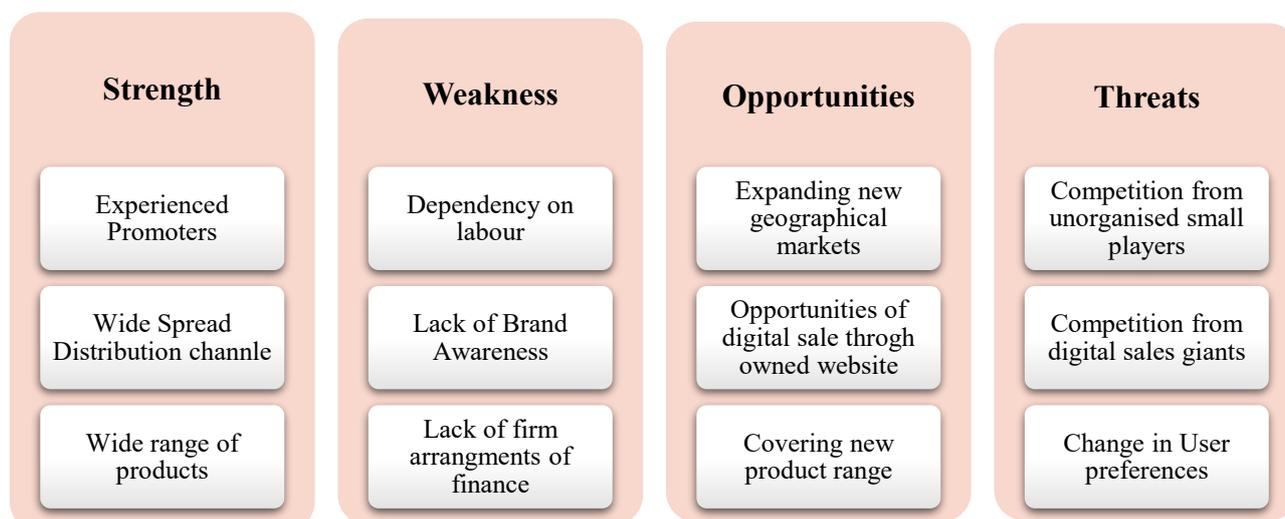 Strength
Experienced
Promoters
Wide Spread
Distribution channle
Wide range of
products
Weakness
Dependency on
labour
Lack of Brand
Awareness
Lack of firm
arrangments of
finance
Opportunities
Expanding new
geographical
markets
Opportunities of
digital sale throgh
owned website
Covering new
product range
Threats
Competition from
unorganised small
players
Competition from
digital sales giants
Change in User
preferences